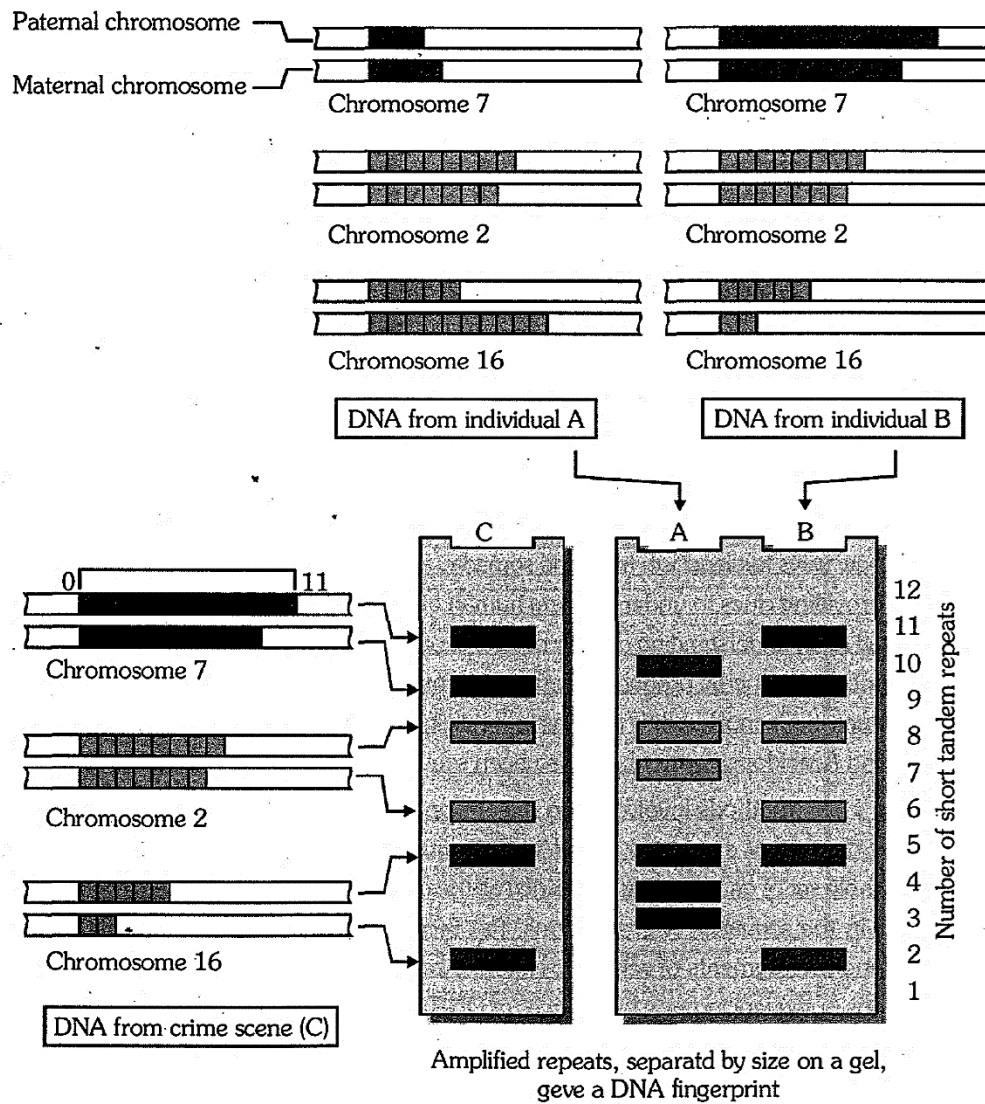 Paternal chromosome
Maternal chromosome
Chromosome 7
Chromosome 7
Chromosome 2
Chromosome 2
Chromosome 16
Chromosome 16
DNA from individual A
DNA from individual B
C
A
B
0
11
Chromosome 7
Chromosome 2
Chromosome 16
DNA from crime scene (C)
12
11
10
9
8
7
6
5
4
3
2
1
Number of short tandem repeats
Amplified repeats, separatd by size on a gel,
geve a DNA fingerprint